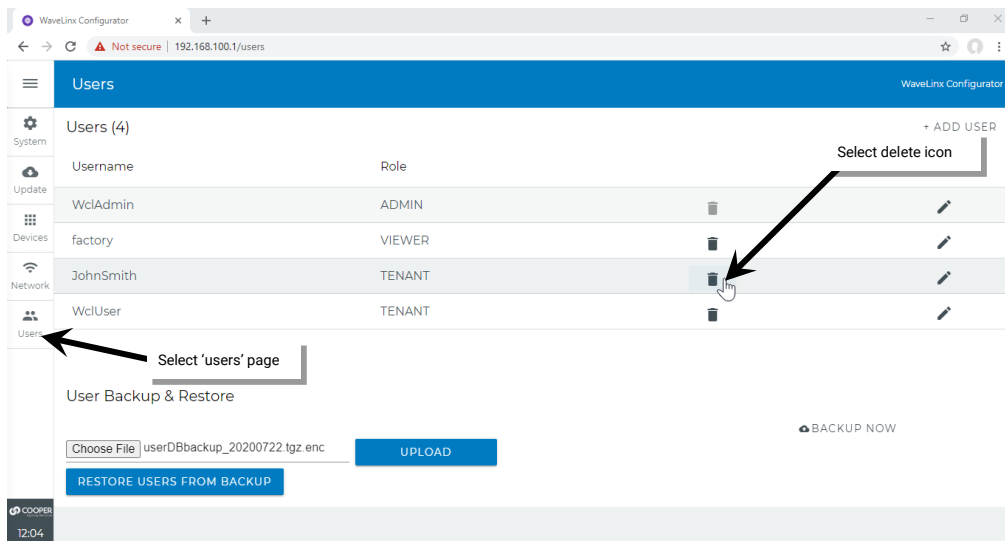 WaveLinx Configurator
Not secure | 192.168.100.1/users
Users
WaveLinx Configurator
System
Users (4)
+ ADD USER
Select delete icon
Username Role
Update
WclAdmin ADMIN
Devices
factory VIEWER
Network
JohnSmith TENANT
WclUser TENANT
Users
Select ‘users’ page
User Backup & Restore
BACKUP NOW
Choose File userDBbackup_20200722.tgz.enc
UPLOAD
RESTORE USERS FROM BACKUP
COOPER
12:04